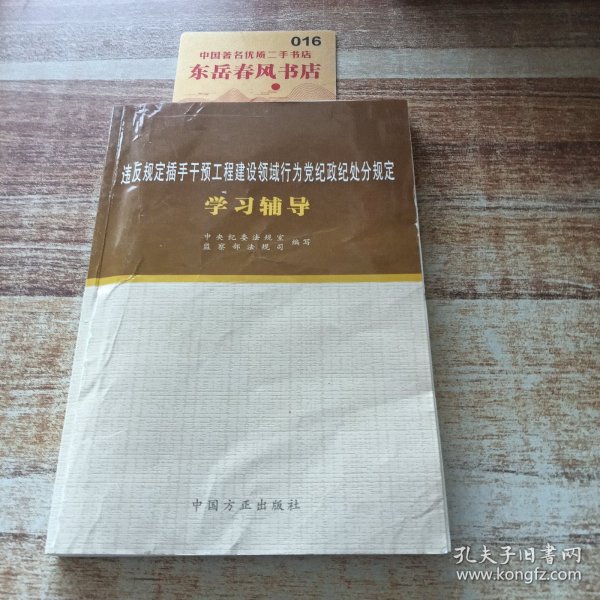 016
中国著名优质二手书店
东岳春风书店
违反规定插手干预工程建设领域行为党纪政纪处分规定
学习辅导
中央纪委法规室
监察部法规司
编写
中国方正出版社
孔夫子旧书网
www.kongfz.com